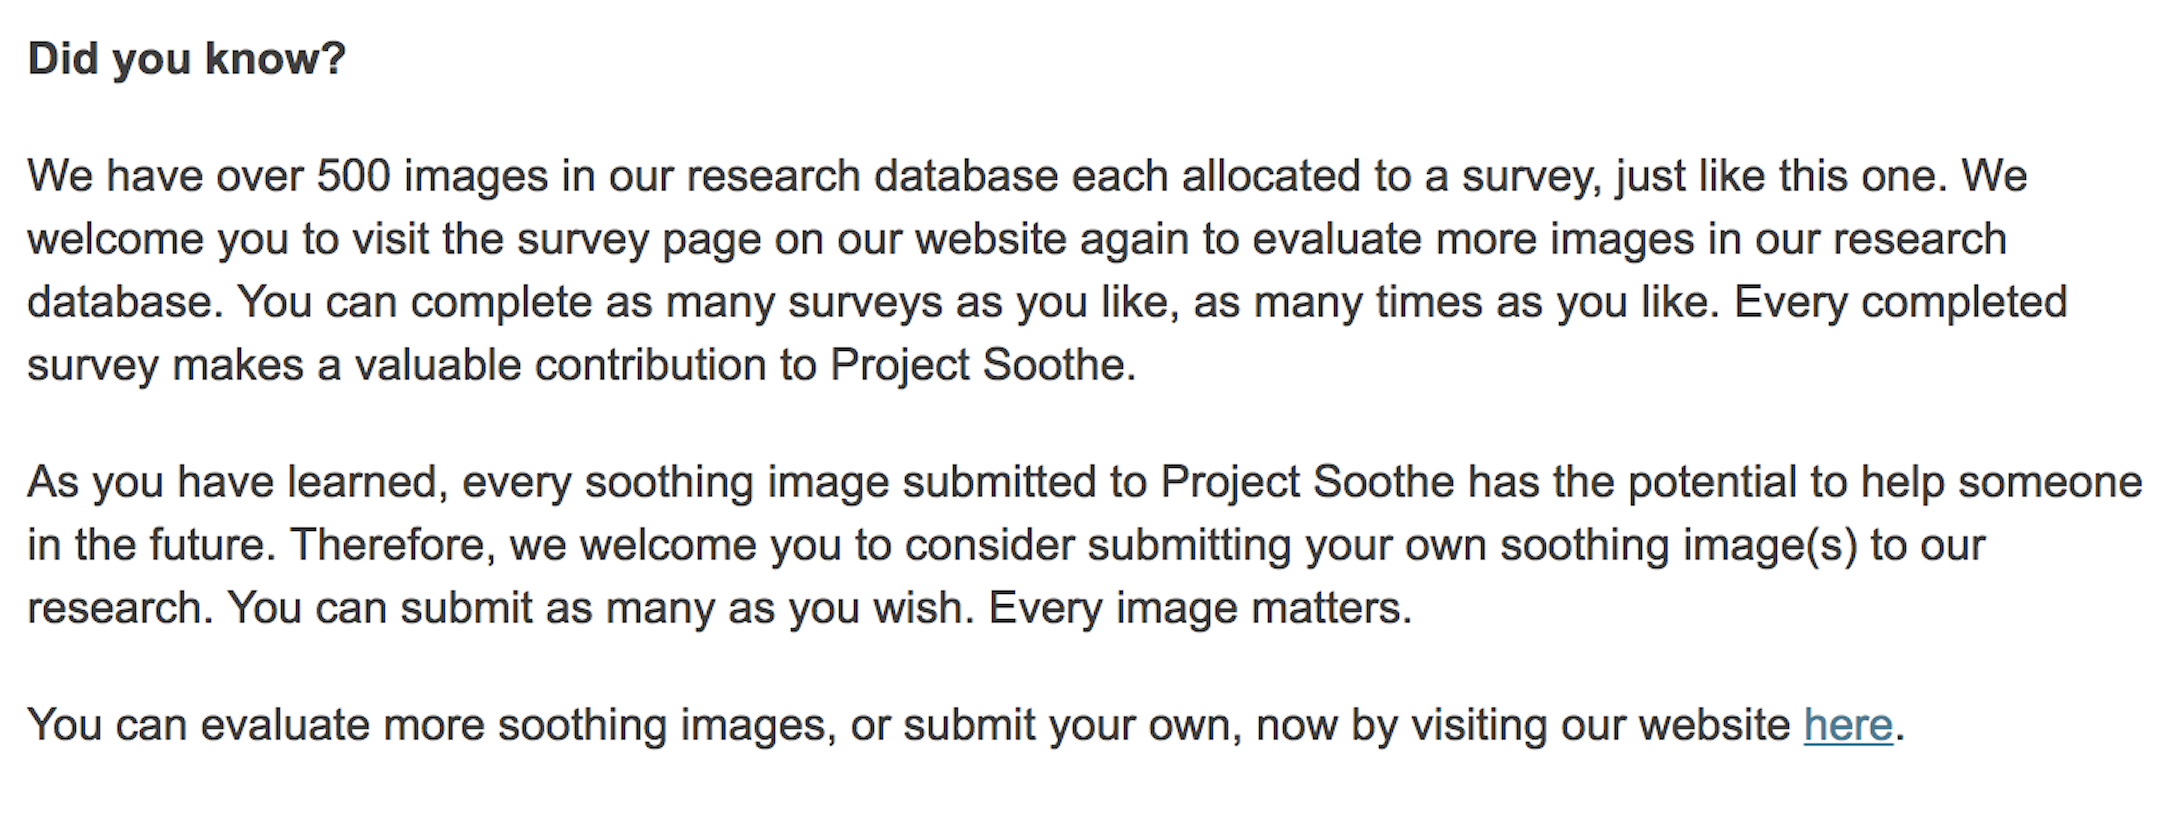 Did you know?
We have over 500 images in our research database each allocated to a survey, just like this one. We
welcome you to visit the survey page on our website again to evaluate more images in our research
database. You can complete as many surveys as you like, as many times as you like. Every completed
survey makes a valuable contribution to Project Soothe.
As you have learned, every soothing image submitted to Project Soothe has the potential to help someone
in the future. Therefore, we welcome you to consider submitting your own soothing image(s) to our
research. You can submit as many as you wish. Every image matters.
You can evaluate more soothing images, or submit your own, now by visiting our website here.